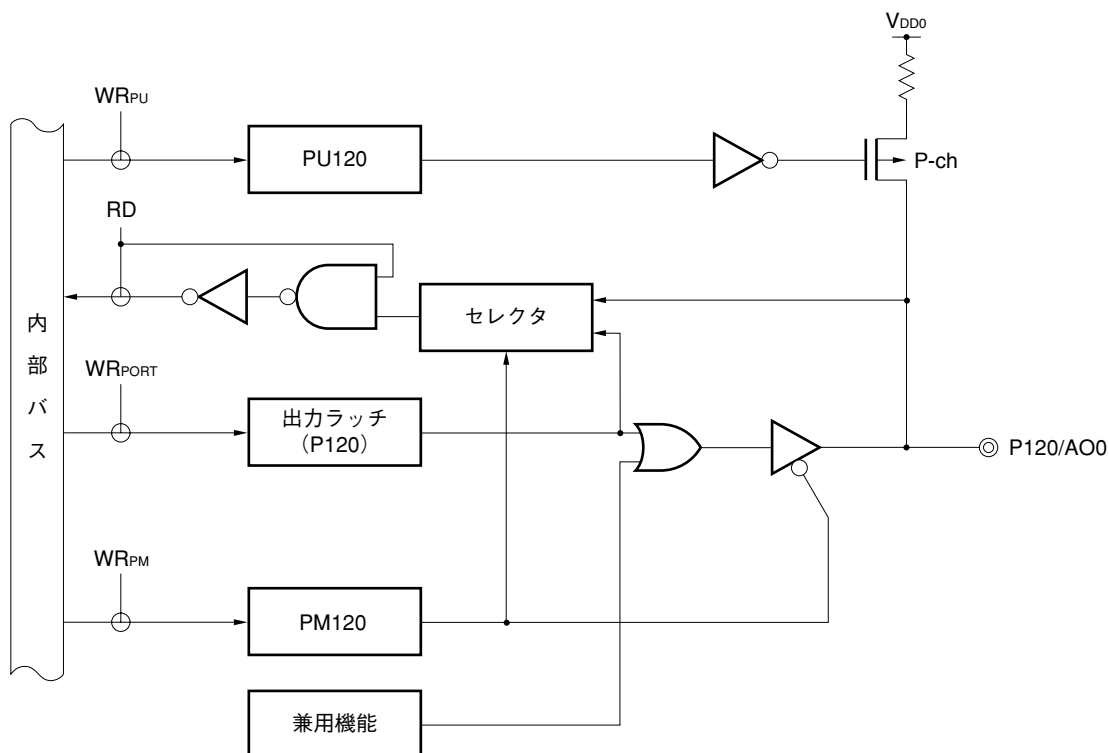 VDD0
WRPU
PU120
P-ch
RD
セレクタ
内部バス
WRPORT
出力ラッチ
(P120)
P120/AO0
WRPM
PM120
兼用機能